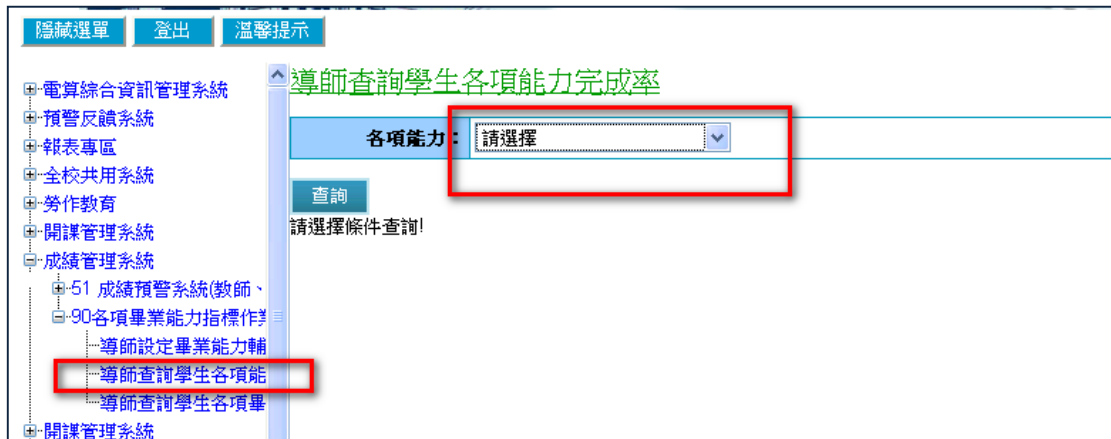 隱藏選單 登出 溫馨提示
電算綜合資訊管理系統
預警反饋系統
報表專區
全校共用系統
勞作教育
開課管理系統
成績管理系統
51 成績預警系統(教師、
90各項畢業能力指標作業
導師設定畢業能力輔
導師查詢學生各項能
導師查詢學生各項畢
開課管理系統
導師查詢學生各項能力完成率
各項能力： 請選擇
查詢
請選擇條件查詢!